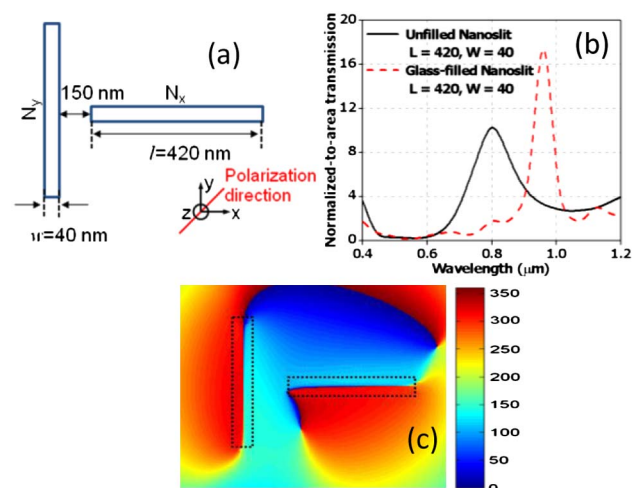 (a)
150 nm
Ny
Nx
l=420 nm
Polarization
direction
y
z
x
w=40 nm
(b)
Normalized-to-area transmission
20
16
12
8
4
0
Unfilled Nanoslit
L = 420, W = 40
Glass-filled Nanoslit
L = 420, W = 40
0.4 0.6 0.8 1.0 1.2
Wavelength (μm)
(c)
350
300
250
200
150
100
50
0